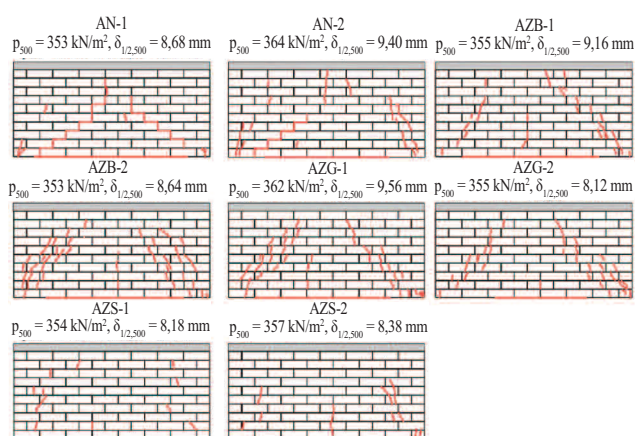 AN-1
p500 = 353 kN/m², δ1/2,500 = 8,68 mm
AN-2
p500 = 364 kN/m², δ1/2,500 = 9,40 mm
AZB-1
p500 = 355 kN/m², δ1/2,500 = 9,16 mm
AZB-2
p500 = 353 kN/m², δ1/2,500 = 8,64 mm
AZG-1
p500 = 362 kN/m², δ1/2,500 = 9,56 mm
AZG-2
p500 = 355 kN/m², δ1/2,500 = 8,12 mm
AZS-1
p500 = 354 kN/m², δ1/2,500 = 8,18 mm
AZS-2
p500 = 357 kN/m², δ1/2,500 = 8,38 mm